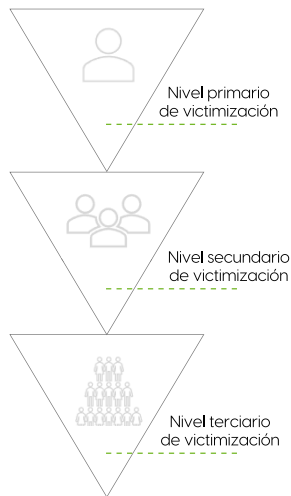 Nivel primario
de victimización
Nivel secundario
de victimización
Nivel terciario
de victimización